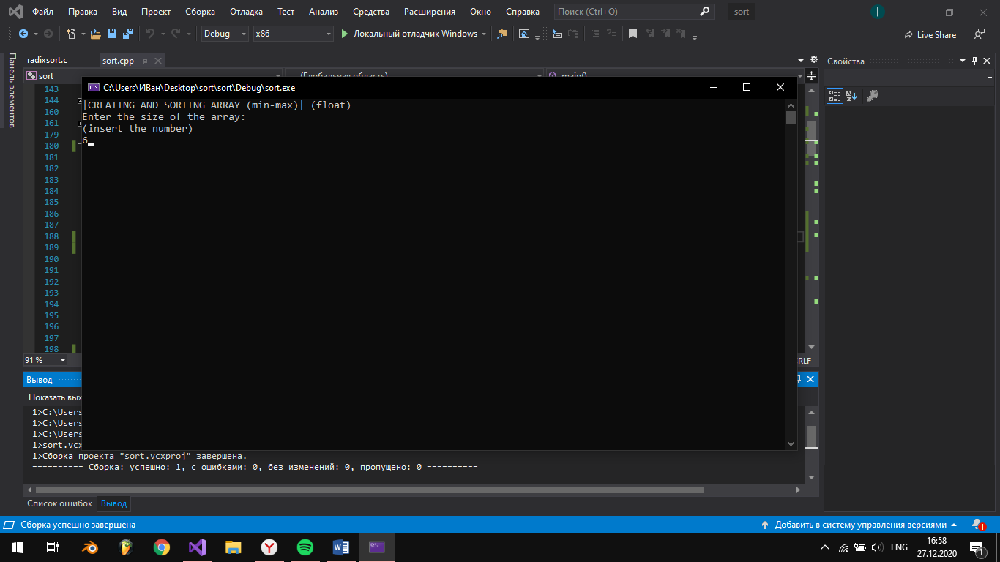 Файл Правка Вид Проект Сборка Отладка Тест Анализ Средства Расширения Окно Справка Поиск (Ctrl+Q) sort I
Debug x86 Локальный отладчик Windows Live Share
Панель элементов
radixsort.c sort.cpp
Свойства
sort (Глобальная область) main()
C:\Users\ИВан\Desktop\sort\sort\Debug\sort.exe
|CREATING AND SORTING ARRAY (min-max)| (float)
Enter the size of the array:
(insert the number)
6
143
144
160
161
179
180
181
182
183
184
185
186
187
188
189
190
191
192
193
194
195
196
197
198
91 % RLF
Вывод
Показать вых
1>C:\Users
1>C:\Users
1>C:\Users
1>sort.vcx
1>Сборка проекта "sort.vcxproj" завершена.
========== Сборка: успешно: 1, с ошибками: 0, без изменений: 0, пропущено: 0 ==========
Список ошибок Вывод
Сборка успешно завершена Добавить в систему управления версиями 1
ENG 16:58
27.12.2020 1